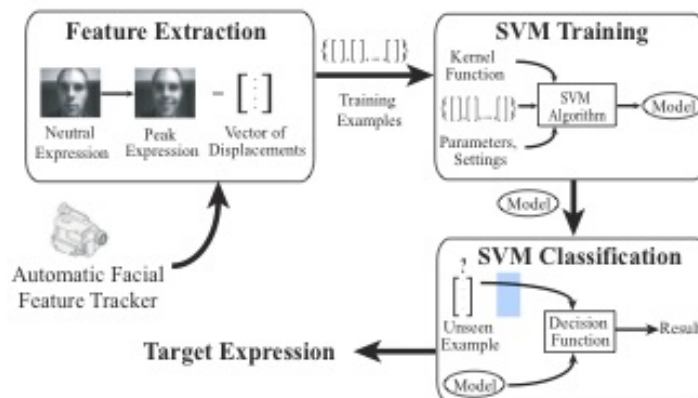 Feature Extraction
Neutral
Expression
Peak
Expression
Vector of
Displacements
{[],[],...,[]}
Training
Examples
SVM Training
Kernel
Function
{[],[],...,[]}
Parameters,
Settings
SVM
Algorithm
Model
Model
Automatic Facial
Feature Tracker
SVM Classification
?
Unseen
Example
Decision
Function
Result
Model
Target Expression